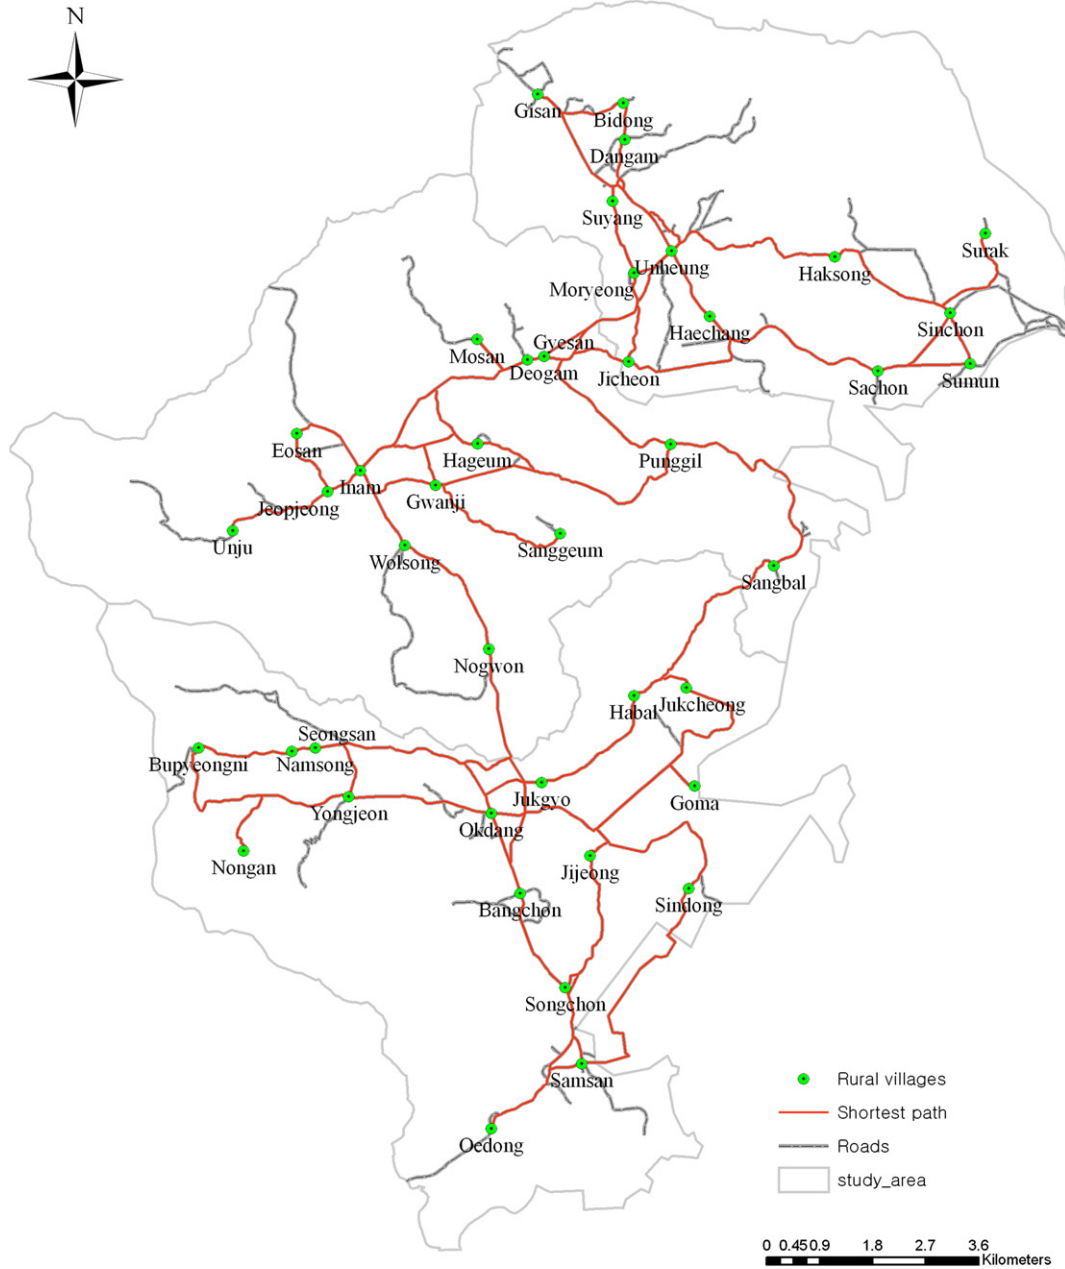 N
Gisan
Bidong
Dangam
Suyang
Surak
Unheung
Haksong
Moryeong
Sinchon
Haechang
Gyesan
Mosan
Deogam
Jicheon
Sachon
Sumun
Eosan
Hageum
Punggil
Inam
Gwanji
Jeopjeong
Unju
Sanggeum
Wolsong
Sangbal
Nogwon
Habal
Jukcheong
Seongsan
Bupyeongni
Namsong
Jukgyo
Goma
Yongjeon
Okdang
Nongan
Jijeong
Sindong
Bangchon
Songchon
Samsan
Oedong
Rural villages
Shortest path
Roads
study_area
0 0.45 0.9 1.8 2.7 3.6
Kilometers